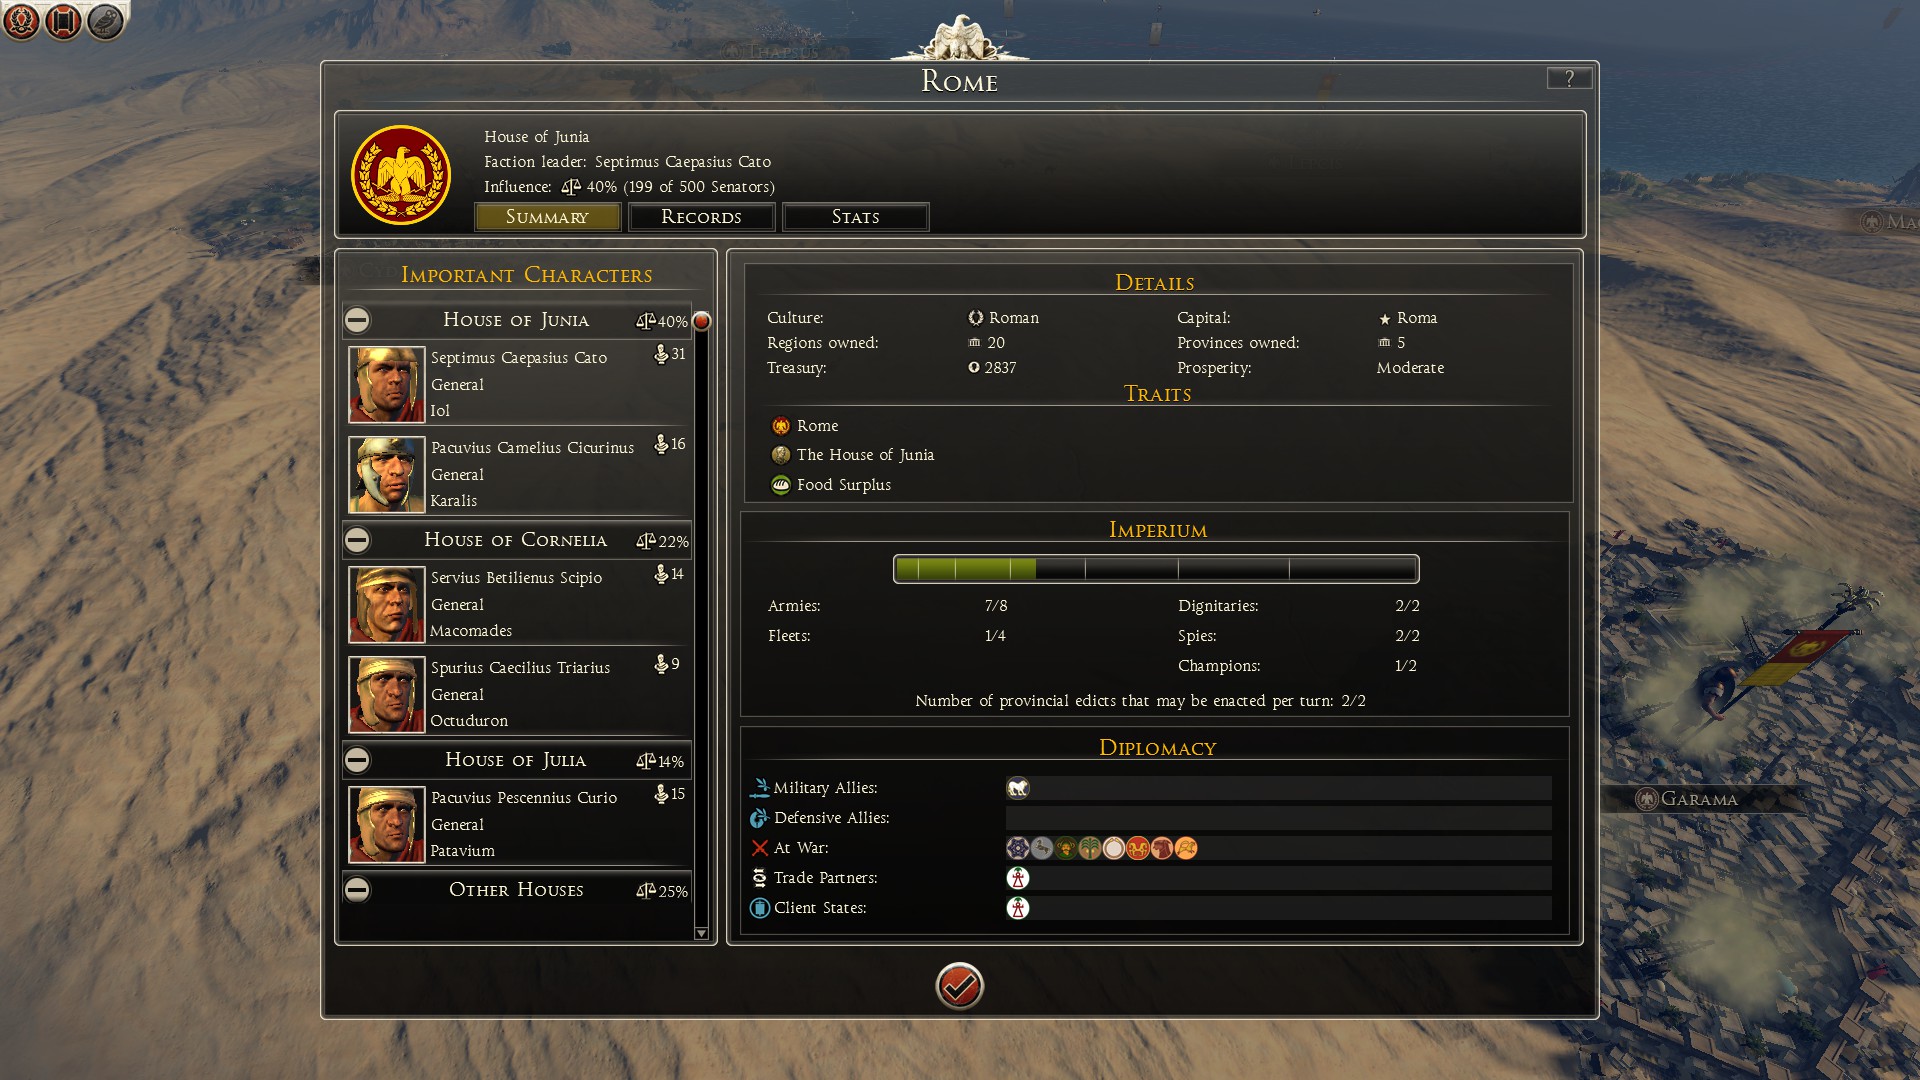 THAPSUS
ROME
?
House of Junia
Faction leader: Septimus Caepasius Cato
Influence: 40% (199 of 500 Senators)
SUMMARY RECORDS STATS
IMPORTANT CHARACTERS
HOUSE OF JUNIA 40%
Septimus Caepasius Cato 31
General
Iol
Pacuvius Camelius Cicurinus 16
General
Karalis
HOUSE OF CORNELIA 22%
Servius Betilienus Scipio 14
General
Macomades
Spurius Caecilius Triarius 9
General
Octuduron
HOUSE OF JULIA 14%
Pacuvius Pescennius Curio 15
General
Patavium
OTHER HOUSES 25%
DETAILS
Culture: Roman Capital: Roma
Regions owned: 20 Provinces owned: 5
Treasury: 2837 Prosperity: Moderate
TRAITS
Rome
The House of Junia
Food Surplus
IMPERIUM
Armies: 7/8 Dignitaries: 2/2
Fleets: 1/4 Spies: 2/2
Champions: 1/2
Number of provincial edicts that may be enacted per turn: 2/2
DIPLOMACY
Military Allies:
Defensive Allies:
At War:
Trade Partners:
Client States:
GARAMA